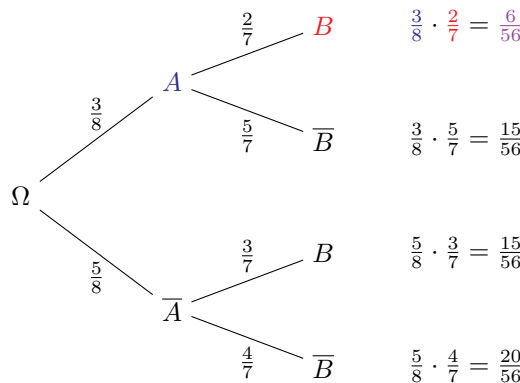 2/7 B 3/8 · 2/7 = 6/56
A
3/8 5/7 B̅ 3/8 · 5/7 = 15/56
Ω
5/8 3/7 B 5/8 · 3/7 = 15/56
A̅
4/7 B̅ 5/8 · 4/7 = 20/56